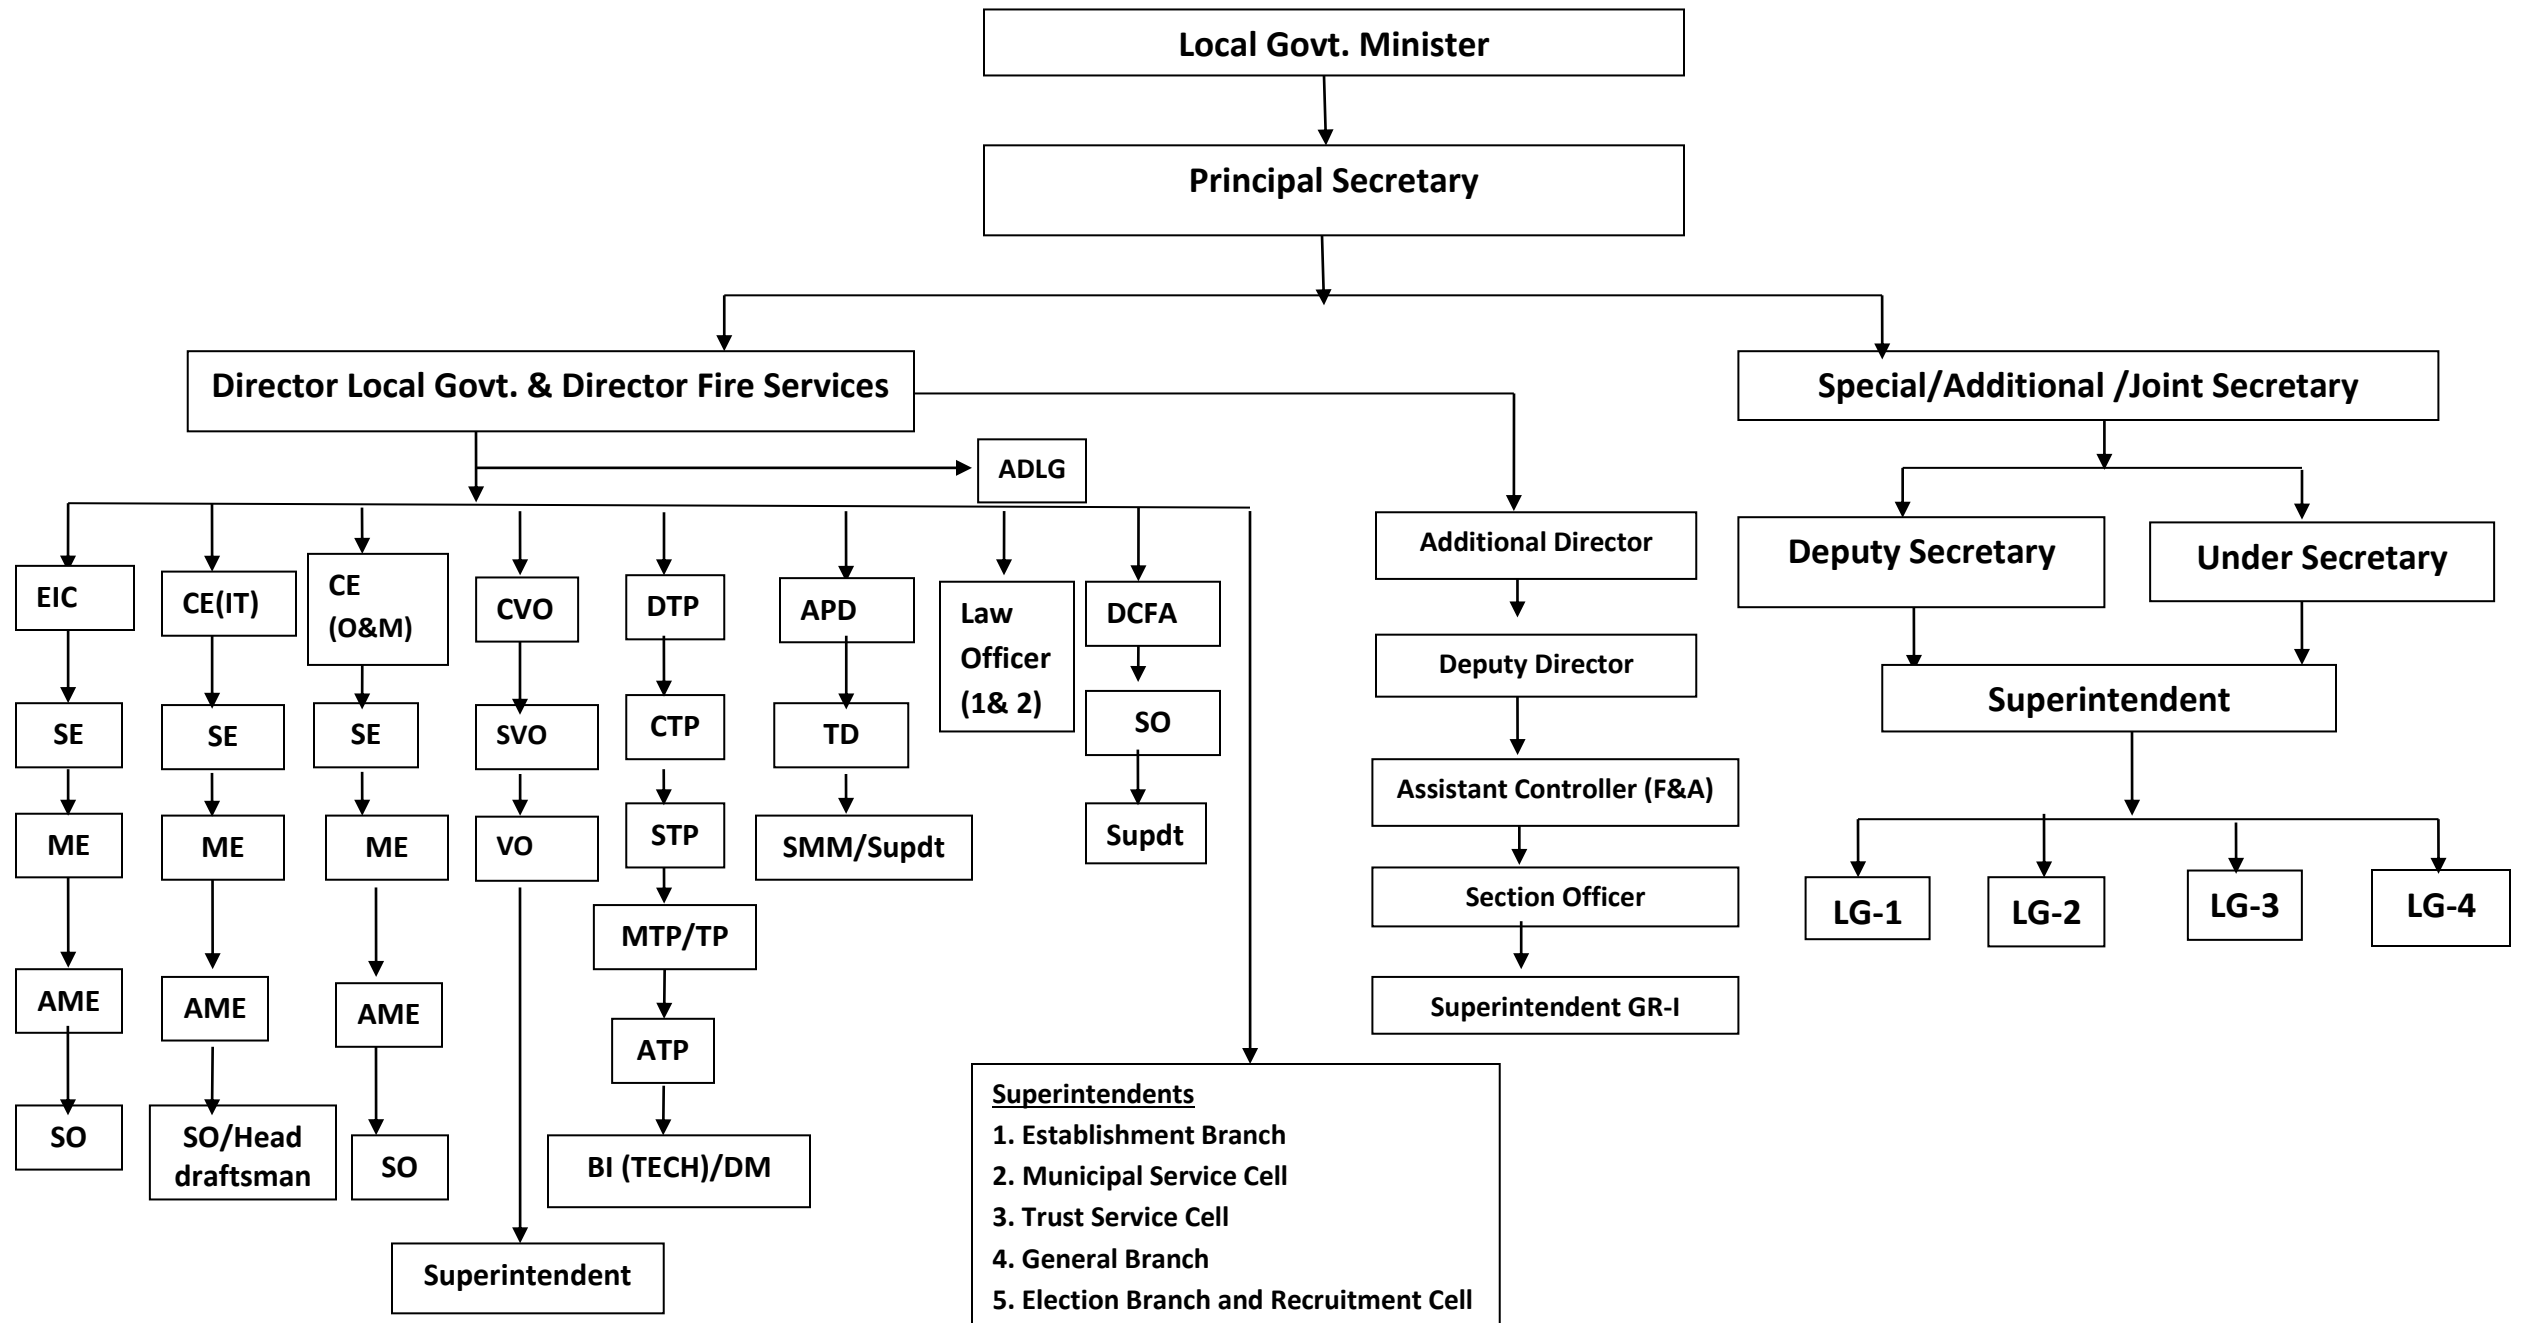 Local Govt. Minister
Principal Secretary
Director Local Govt. & Director Fire Services
Special/Additional /Joint Secretary
ADLG
Additional Director
Deputy Secretary
Under Secretary
EIC
CE(IT)
CE
(O&M)
CVO
DTP
APD
Law
Officer
(1& 2)
DCFA
Deputy Director
Superintendent
SE
SE
SE
SVO
CTP
TD
SO
Assistant Controller (F&A)
ME
ME
ME
VO
STP
SMM/Supdt
Supdt
Section Officer
LG-1
LG-2
LG-3
LG-4
MTP/TP
AME
AME
AME
ATP
Superintendent GR-I
SO
SO/Head
draftsman
SO
BI (TECH)/DM
Superintendent
Superintendents
1. Establishment Branch
2. Municipal Service Cell
3. Trust Service Cell
4. General Branch
5. Election Branch and Recruitment Cell